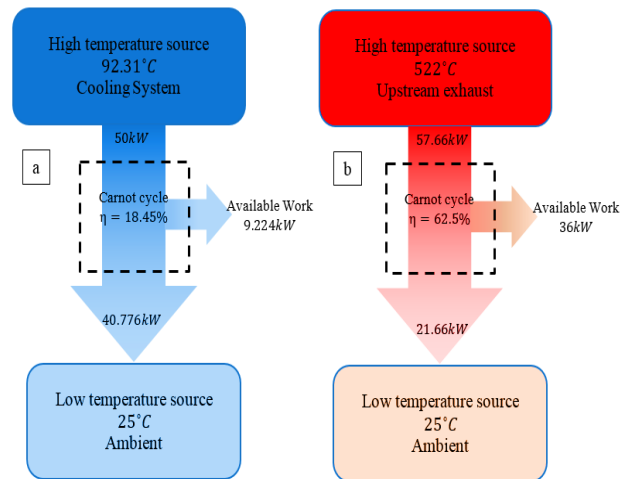 High temperature source
92.31°C
Cooling System
50kW
a
Carnot cycle
η = 18.45%
Available Work
9.224kW
40.776kW
Low temperature source
25°C
Ambient
High temperature source
522°C
Upstream exhaust
57.66kW
b
Carnot cycle
η = 62.5%
Available Work
36kW
21.66kW
Low temperature source
25°C
Ambient